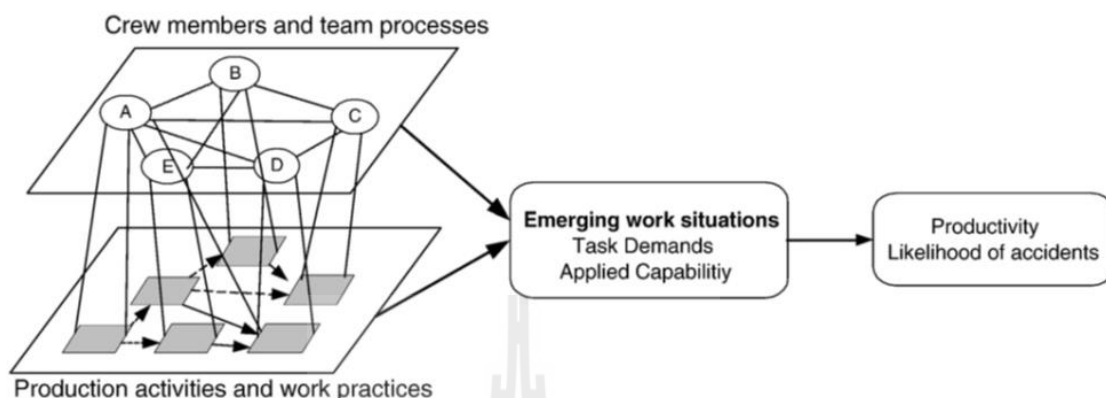 Crew members and team processes
B
A
C
E
D
Emerging work situations
Task Demands
Applied Capabilitiy
Productivity
Likelihood of accidents
Production activities and work practices